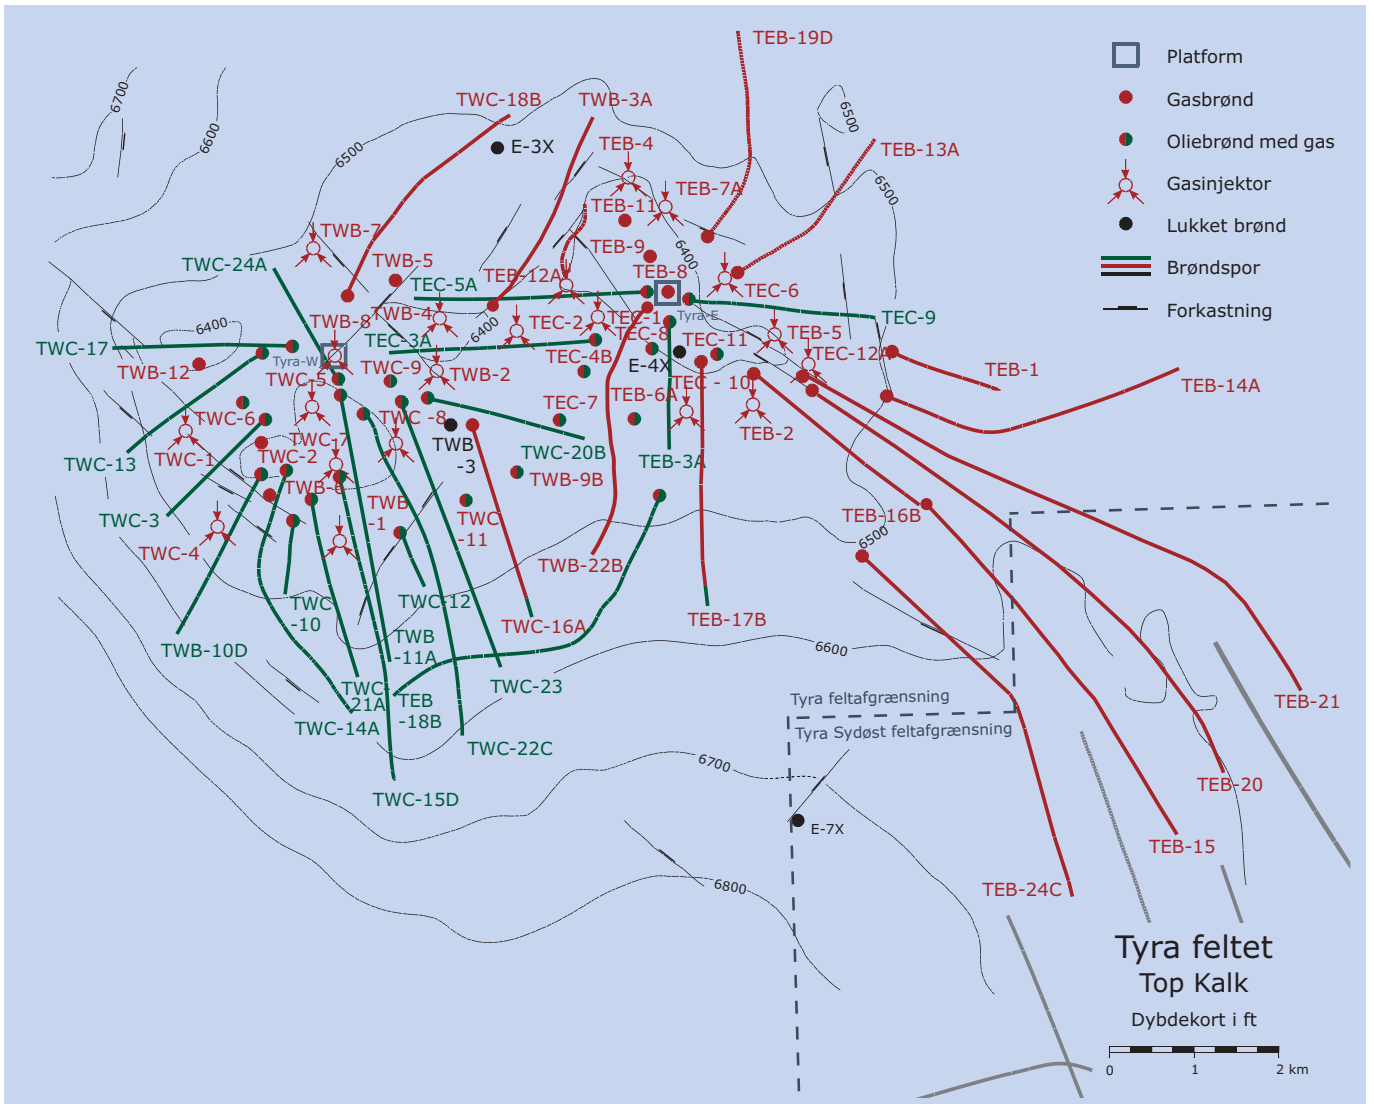 TEB-19D
Platform
Gasbrønd
Oliebrønd med gas
Gasinjektor
Lukket brønd
Brøndspor
Forkastning
6700
6600
6500
TWC-18B
TWB-3A
E-3X
TEB-4
6500
TEB-13A
TEB-7A
6500
TEB-11
TWB-7
TEB-9
6400
TWC-24A
TWB-5
TEC-5A
TEB-12A
TEB-8
TEC-6
6400
TWB-8
TWB-4
6400
TEC-2
TEC-1
Tyra-E
TEC-9
TWC-17
TEC-3A
TEC-8
TEB-5
TWB-12
Tyra-W
TEC-4B
E-4X
TEC-11
TEC-12A
TWC-5
TWC-9
TWB-2
TEC - 10
TEB-1
TEB-14A
TWC-6
TWC -8
TEC-7
TEB-6A
TWC-7
TWB
-3
TEB-2
TWC-13
TWC-1
TWC-2
TWC-20B
TEB-3A
TWB-6
TWB-9B
TWC-3
TWB
-1
TWC
-11
TEB-16B
6500
TWC-4
TWB-22B
TWC
-10
TWC-12
TWC-16A
TEB-17B
TWB-10D
TWB
-11A
6600
TWC-
21A
TEB
-18B
TWC-23
Tyra feltafgrænsning
TEB-21
TWC-14A
Tyra Sydøst feltafgrænsning
TWC-22C
6700
TEB-20
TWC-15D
E-7X
TEB-15
6800
TEB-24C
Tyra feltet
Top Kalk
Dybdekort i ft
0 1 2 km